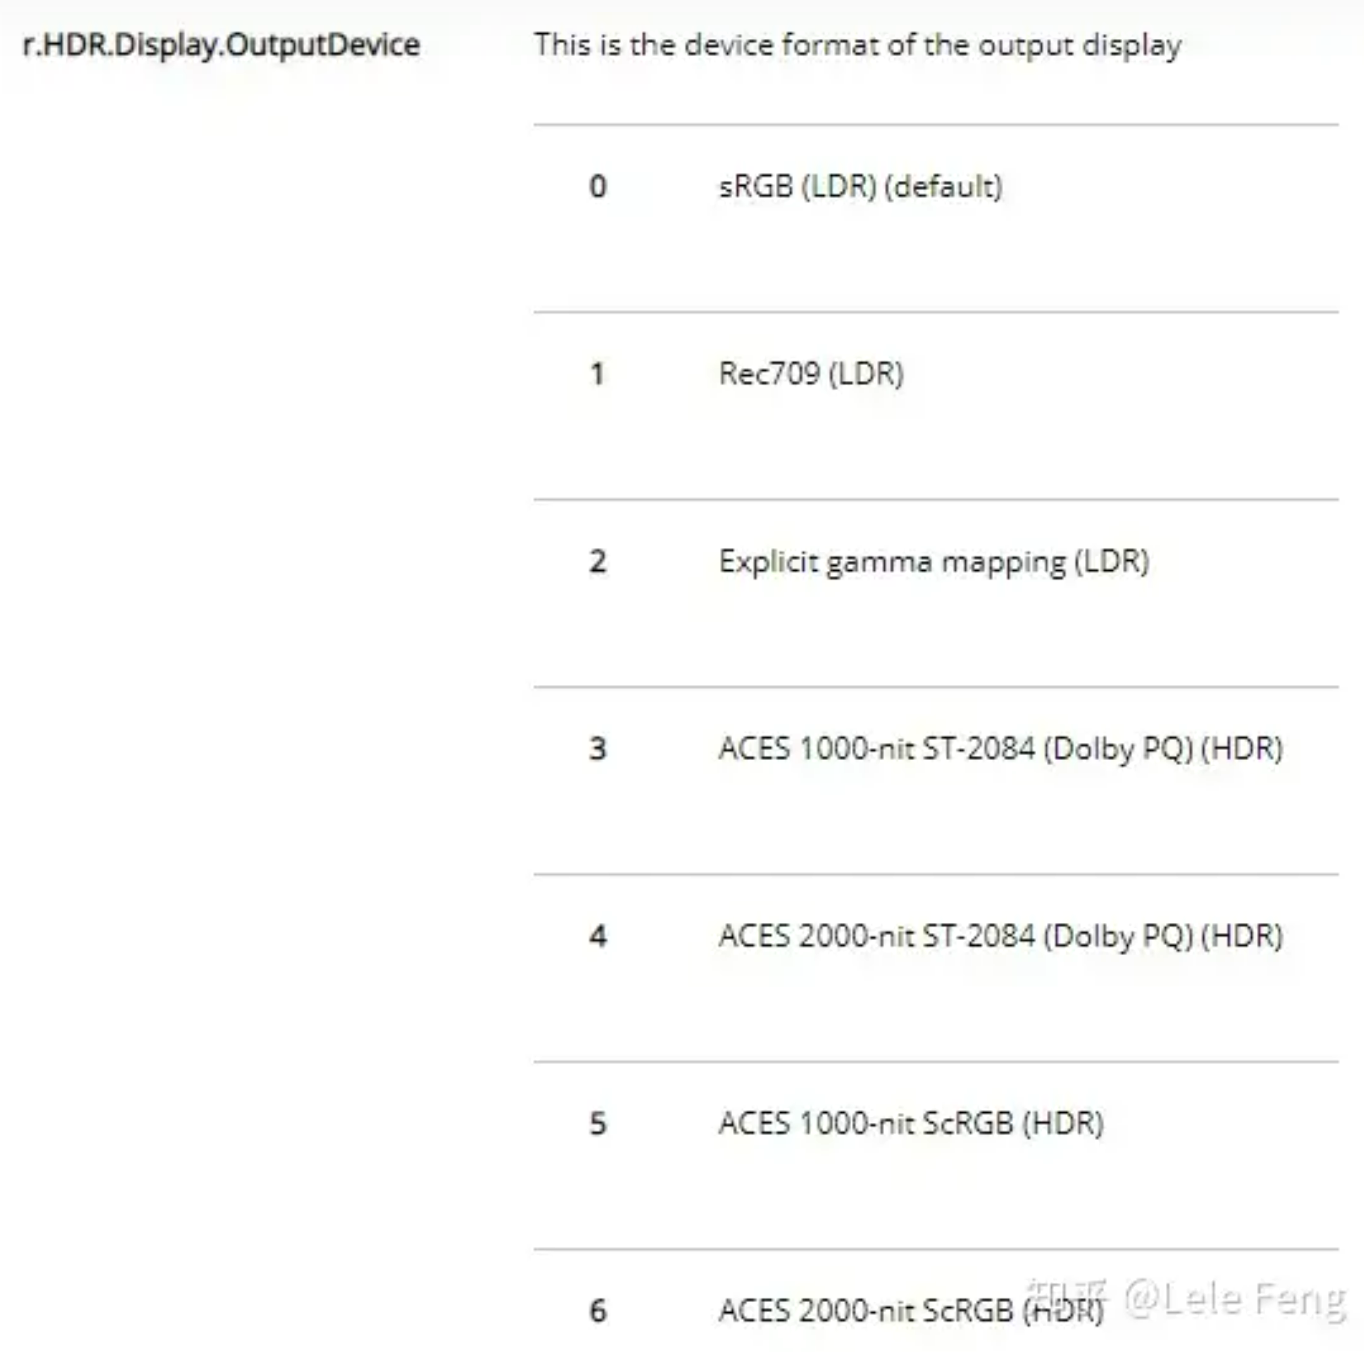 r.HDR.Display.OutputDevice This is the device format of the output display
0 sRGB (LDR) (default)
1 Rec709 (LDR)
2 Explicit gamma mapping (LDR)
3 ACES 1000-nit ST-2084 (Dolby PQ) (HDR)
4 ACES 2000-nit ST-2084 (Dolby PQ) (HDR)
5 ACES 1000-nit ScRGB (HDR)
6 ACES 2000-nit ScRGB (HDR)
知乎 @Lele Feng